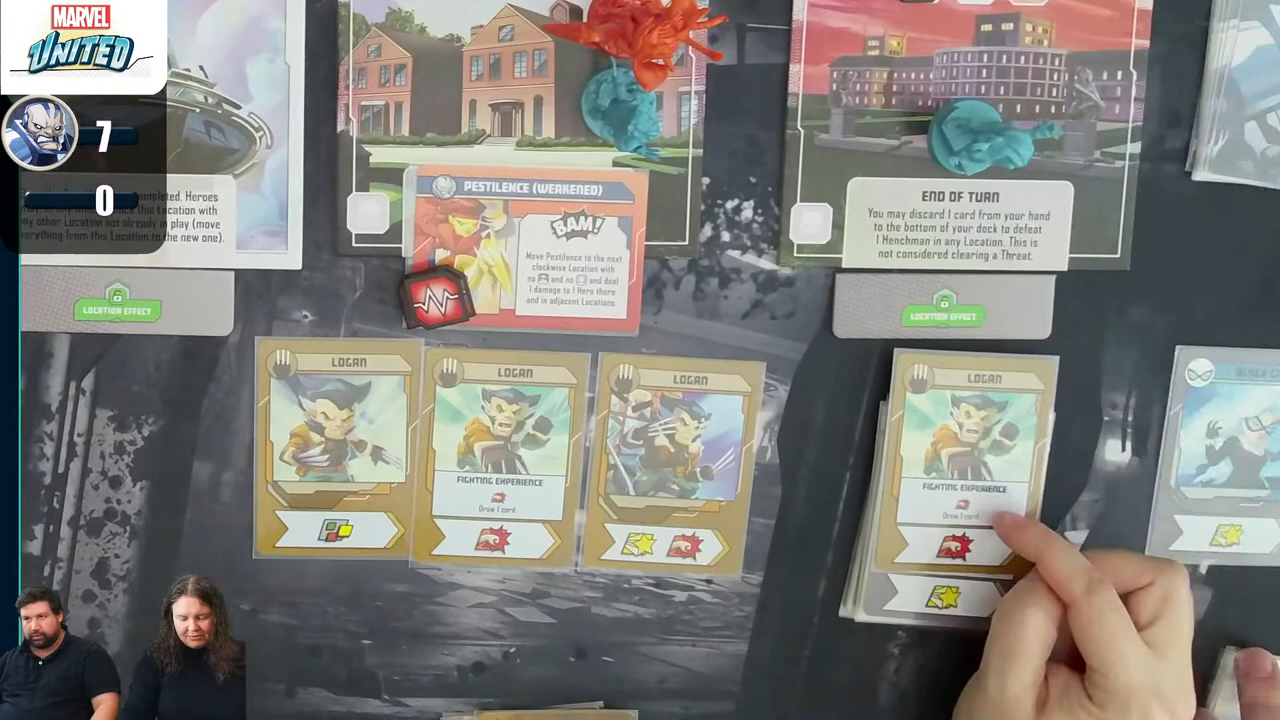 MARVEL
UNITED
7
0
completed, Heroes
this Location with
any other Location not already in play (move
everything from this Location to the new one).
LOCATION EFFECT
PESTILENCE (WEAKENED)
BAM!
Move Pestilence to the next
clockwise Location with
no and no and deal
1 damage to 1 Hero there
and in adjacent Locations.
END OF TURN
You may discard 1 card from your hand
to the bottom of your deck to defeat
1 Henchman in any Location. This is
not considered clearing a Threat.
LOCATION EFFECT
LOGAN
LOGAN
FIGHTING EXPERIENCE
Draw 1 card.
LOGAN
LOGAN
FIGHTING EXPERIENCE
Draw 1 card.
BLACK